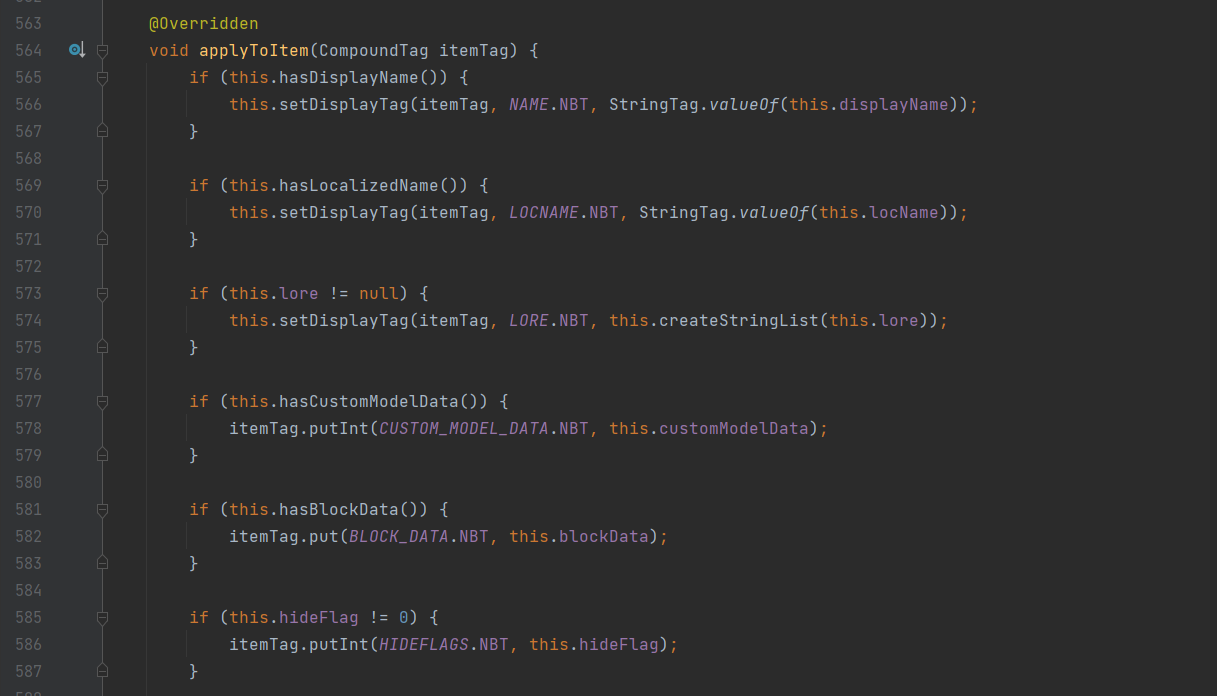 563 @Overridden
564 void applyToItem(CompoundTag itemTag) {
565 if (this.hasDisplayName()) {
566 this.setDisplayTag(itemTag, NAME.NBT, StringTag.valueOf(this.displayName));
567 }
568
569 if (this.hasLocalizedName()) {
570 this.setDisplayTag(itemTag, LOCNAME.NBT, StringTag.valueOf(this.locName));
571 }
572
573 if (this.lore != null) {
574 this.setDisplayTag(itemTag, LORE.NBT, this.createStringList(this.lore));
575 }
576
577 if (this.hasCustomModelData()) {
578 itemTag.putInt(CUSTOM_MODEL_DATA.NBT, this.customModelData);
579 }
580
581 if (this.hasBlockData()) {
582 itemTag.put(BLOCK_DATA.NBT, this.blockData);
583 }
584
585 if (this.hideFlag != 0) {
586 itemTag.putInt(HIDEFLAGS.NBT, this.hideFlag);
587 }